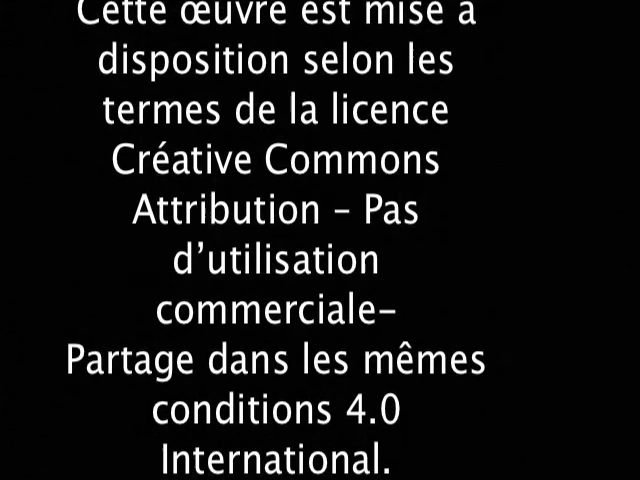 Cette œuvre est mise à
disposition selon les
termes de la licence
Créative Commons
Attribution – Pas
d’utilisation
commerciale–
Partage dans les mêmes
conditions 4.0
International.